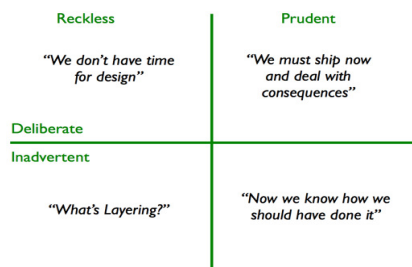 Reckless
Prudent
“We don’t have time
for design”
“We must ship now
and deal with
consequences”
Deliberate
Inadvertent
“What’s Layering?”
“Now we know how we
should have done it”